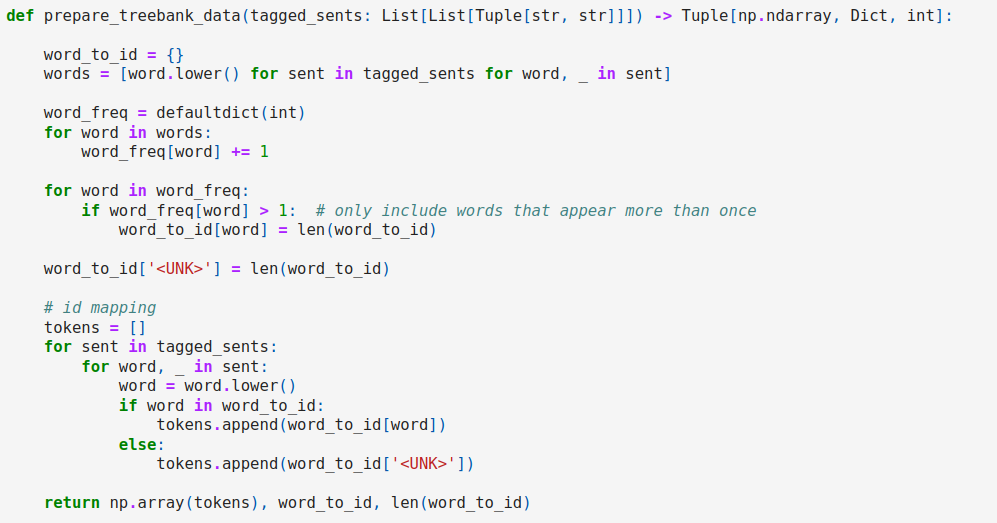 def prepare_treebank_data(tagged_sents: List[List[Tuple[str, str]]]) -> Tuple[np.ndarray, Dict, int]:

    word_to_id = {}
    words = [word.lower() for sent in tagged_sents for word, _ in sent]

    word_freq = defaultdict(int)
    for word in words:
        word_freq[word] += 1

    for word in word_freq:
        if word_freq[word] > 1:  # only include words that appear more than once
            word_to_id[word] = len(word_to_id)

    word_to_id['<UNK>'] = len(word_to_id)

    # id mapping
    tokens = []
    for sent in tagged_sents:
        for word, _ in sent:
            word = word.lower()
            if word in word_to_id:
                tokens.append(word_to_id[word])
            else:
                tokens.append(word_to_id['<UNK>'])

    return np.array(tokens), word_to_id, len(word_to_id)